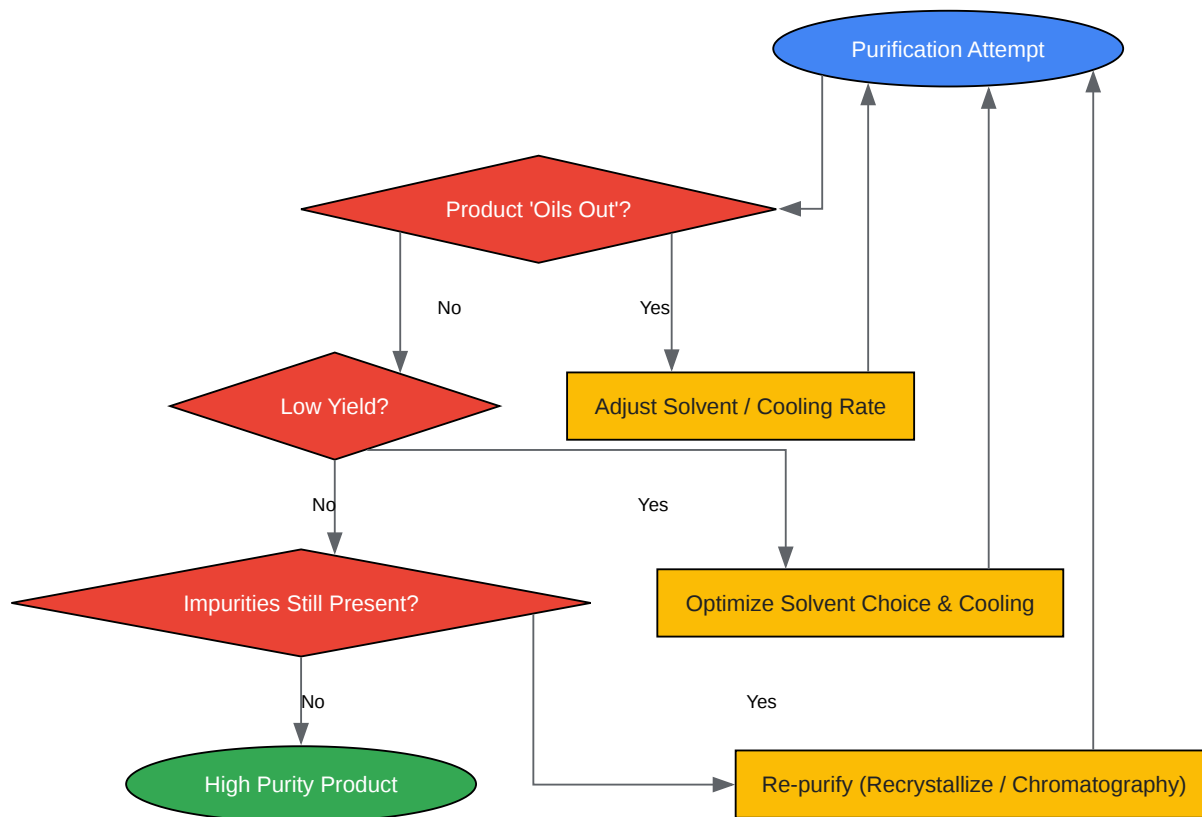 Purification Attempt
Product 'Oils Out'?
No
Yes
Low Yield?
Adjust Solvent / Cooling Rate
No
Yes
Impurities Still Present?
Optimize Solvent Choice & Cooling
No
Yes
High Purity Product
Re-purify (Recrystallize / Chromatography)